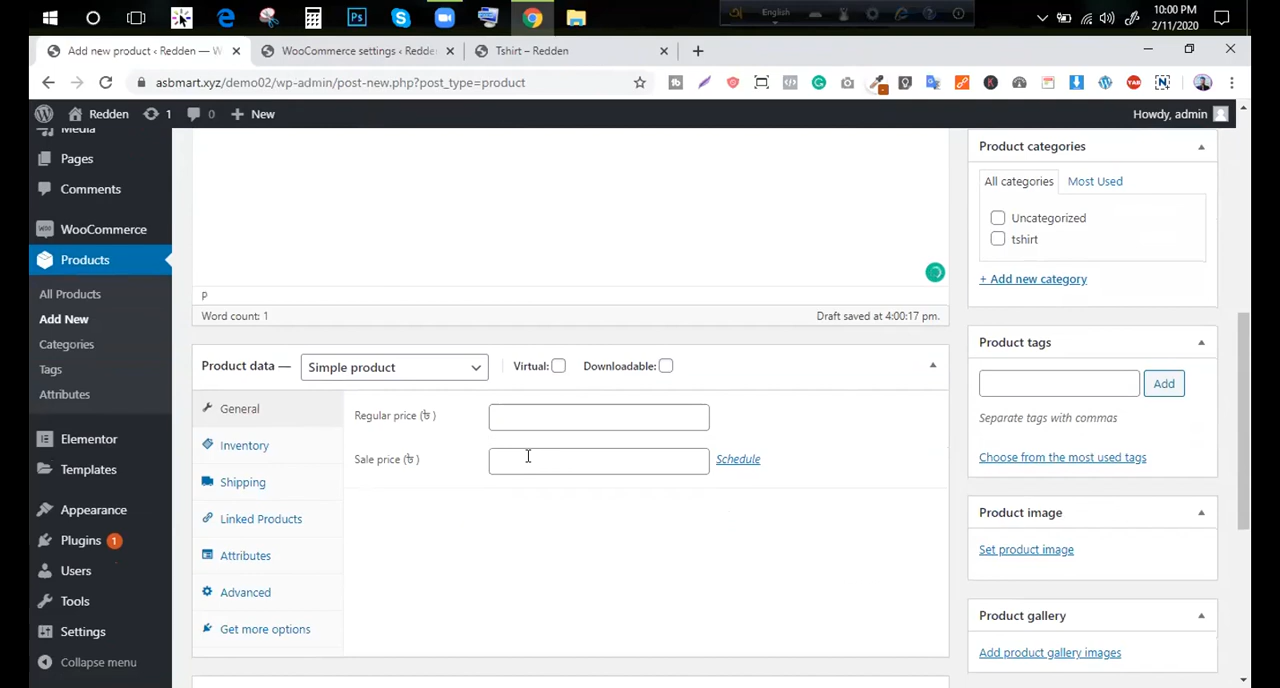 English
10:00 PM
2/11/2020
Add new product ‹ Redden — W
WooCommerce settings ‹ Redde
Tshirt – Redden
asbmart.xyz/demo02/wp-admin/post-new.php?post_type=product
Redden
1
0
New
Howdy, admin
Media
Pages
Comments
WooCommerce
Products
All Products
Add New
Categories
Tags
Attributes
Elementor
Templates
Appearance
Plugins 1
Users
Tools
Settings
Collapse menu
P
Word count: 1
Draft saved at 4:00:17 pm.
Product data —
Simple product
Virtual:
Downloadable:
General
Inventory
Shipping
Linked Products
Attributes
Advanced
Get more options
Regular price (৳ )
Sale price (৳ )
Schedule
Product categories
All categories
Most Used
Uncategorized
tshirt
+ Add new category
Product tags
Add
Separate tags with commas
Choose from the most used tags
Product image
Set product image
Product gallery
Add product gallery images